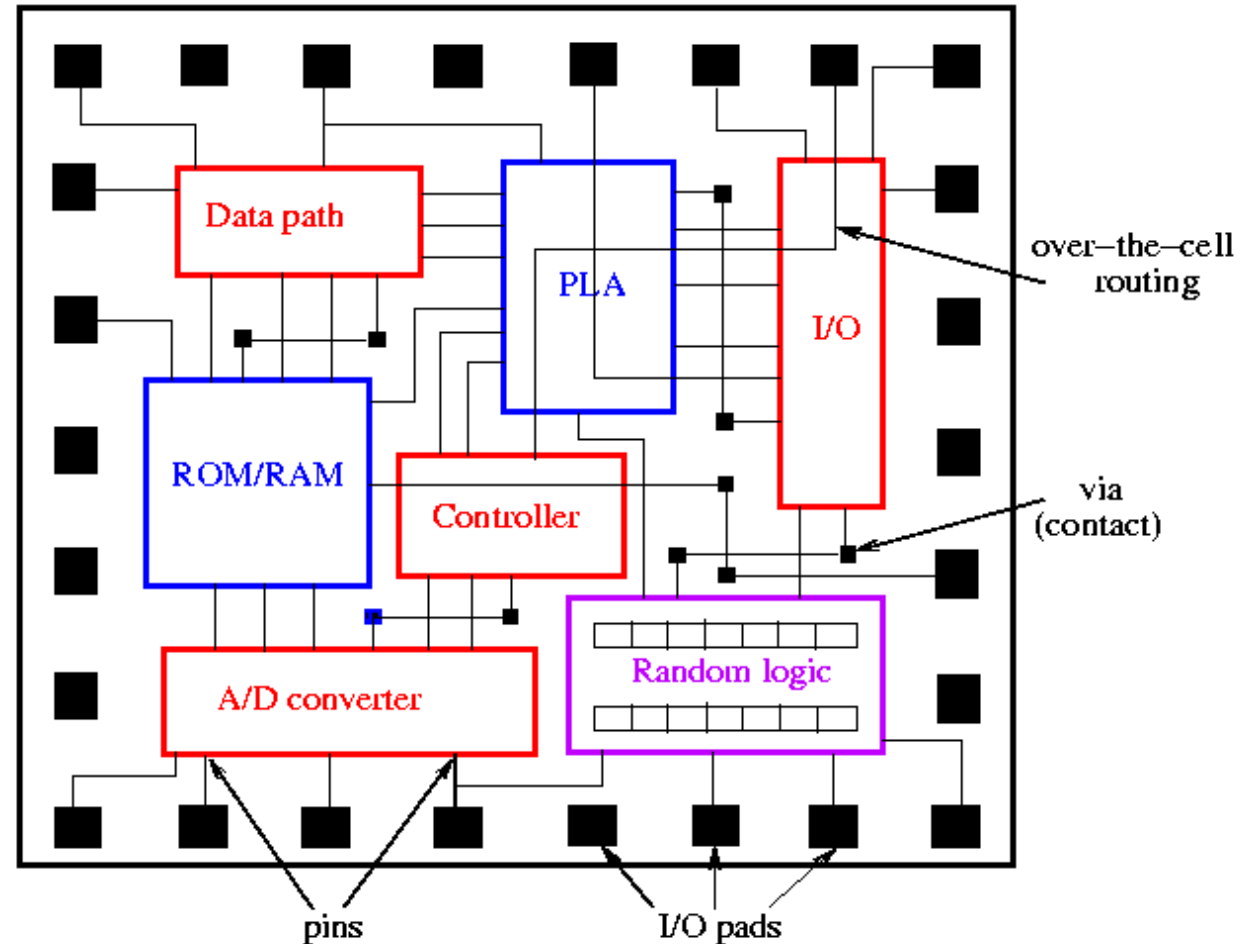 Data path
PLA
over–the–cell
routing
I/O
ROM/RAM
Controller
via
(contact)
Random logic
A/D converter
pins
I/O pads